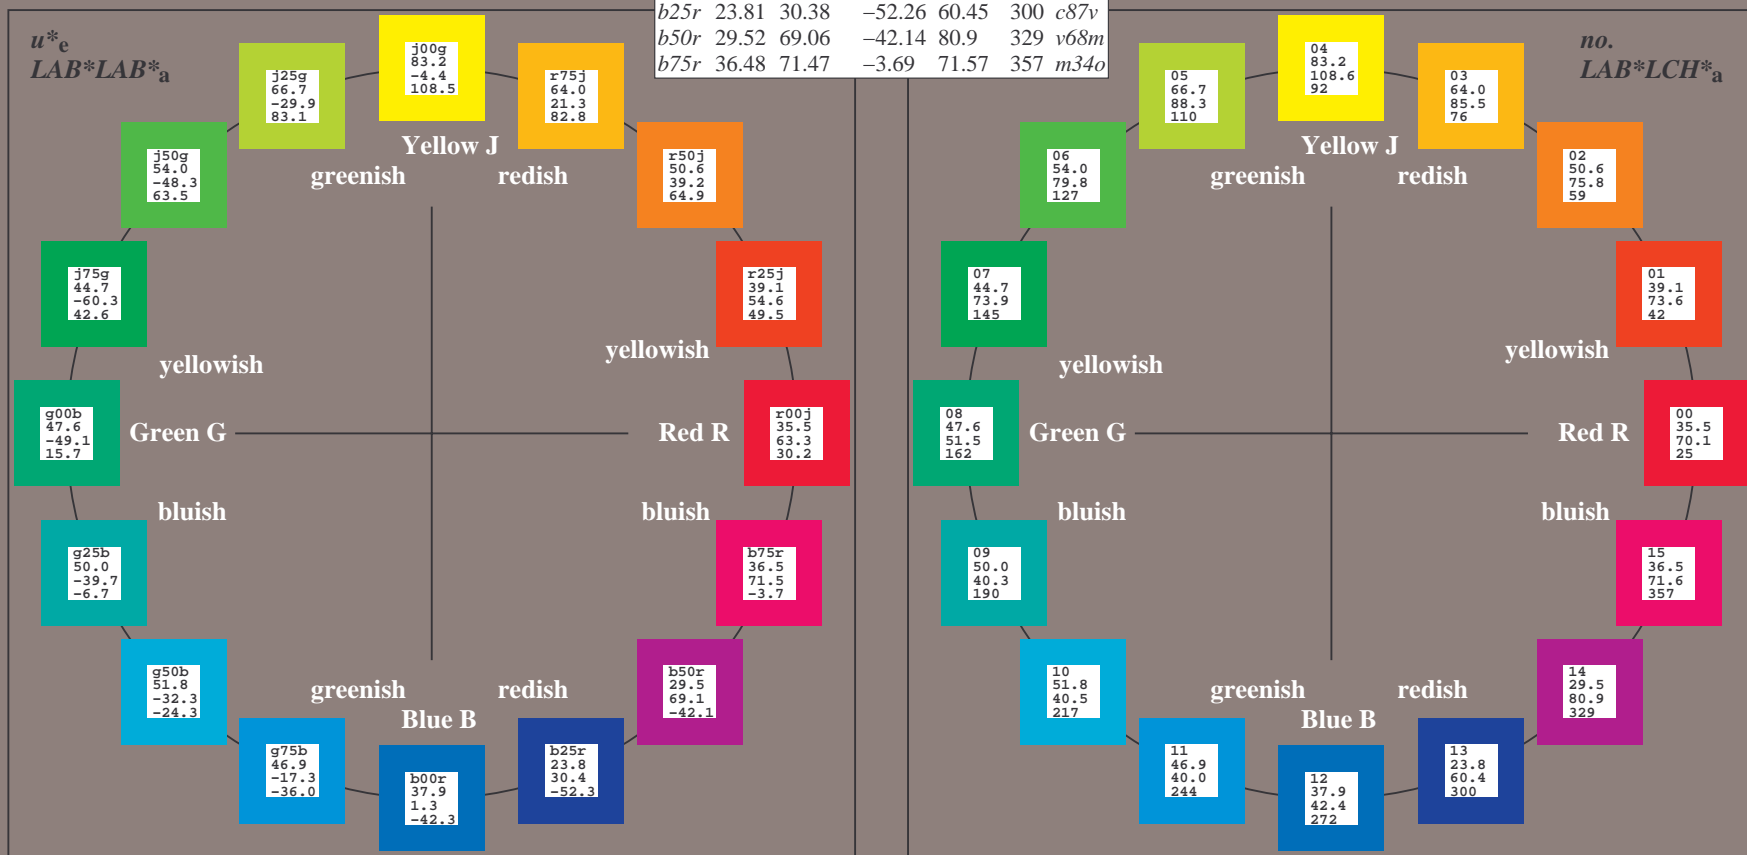 b25r 23.81 30.38 −52.26 60.45 300 c87v
b50r 29.52 69.06 −42.14 80.9 329 v68m
b75r 36.48 71.47 −3.69 71.57 357 m34o
u*e
LAB*LAB*a
j00g
83.2
-4.4
108.5
j25g
66.7
-29.9
83.1
r75j
64.0
21.3
82.8
Yellow J
greenish redish
j50g
54.0
-48.3
63.5
r50j
50.6
39.2
64.9
j75g
44.7
-60.3
42.6
r25j
39.1
54.6
49.5
yellowish yellowish
g00b
47.6
-49.1
15.7
Green G
Red R
r00j
35.5
63.3
30.2
bluish bluish
g25b
50.0
-39.7
-6.7
b75r
36.5
71.5
-3.7
g50b
51.8
-32.3
-24.3
greenish redish
Blue B
b50r
29.5
69.1
-42.1
g75b
46.9
-17.3
-36.0
b00r
37.9
1.3
-42.3
b25r
23.8
30.4
-52.3
no.
LAB*LCH*a
04
83.2
108.6
92
05
66.7
88.3
110
03
64.0
85.5
76
Yellow J
greenish redish
06
54.0
79.8
127
02
50.6
75.8
59
07
44.7
73.9
145
01
39.1
73.6
42
yellowish yellowish
08
47.6
51.5
162
Green G
Red R
00
35.5
70.1
25
bluish bluish
09
50.0
40.3
190
15
36.5
71.6
357
10
51.8
40.5
217
greenish redish
Blue B
14
29.5
80.9
329
11
46.9
40.0
244
12
37.9
42.4
272
13
23.8
60.4
300